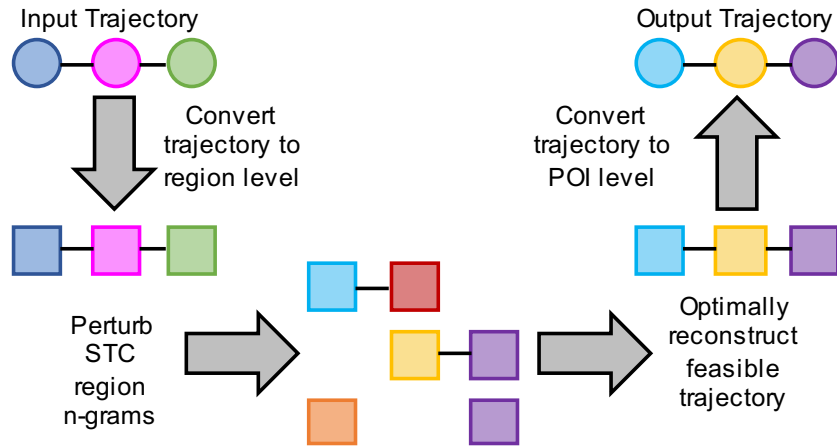 Input Trajectory
Output Trajectory
Convert
trajectory to
region level
Convert
trajectory to
POI level
Perturb
STC
region
n-grams
Optimally
reconstruct
feasible
trajectory